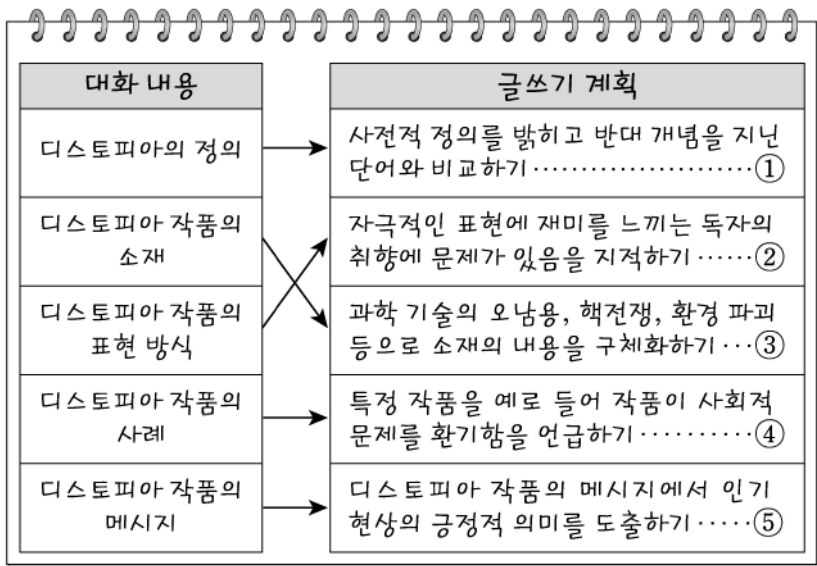 대화 내용
글쓰기 계획
디스토피아의 정의
사전적 정의를 밝히고 반대 개념을 지닌
단어와 비교하기 ························ ①
디스토피아 작품의
소재
자극적인 표현에 재미를 느끼는 독자의
취향에 문제가 있음을 지적하기 ······ ②
디스토피아 작품의
표현 방식
과학 기술의 오남용, 핵전쟁, 환경 파괴
등으로 소재의 내용을 구체화하기 ··· ③
디스토피아 작품의
사례
특정 작품을 예로 들어 작품이 사회적
문제를 환기함을 언급하기 ·········· ④
디스토피아 작품의
메시지
디스토피아 작품의 메시지에서 인기
현상의 긍정적 의미를 도출하기 ····· ⑤